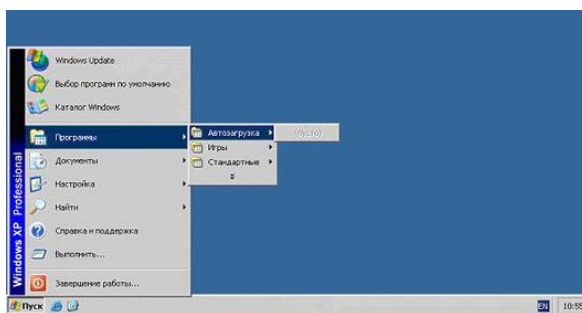 Windows Update
Выбор программ по умолчанию
Каталог Windows
Программы
Документы
Настройка
Найти
Справка и поддержка
Выполнить...
Завершение работы...
Windows XP Professional
Автозагрузка
(пусто)
Игры
Стандартные
Пуск
EN
10:55